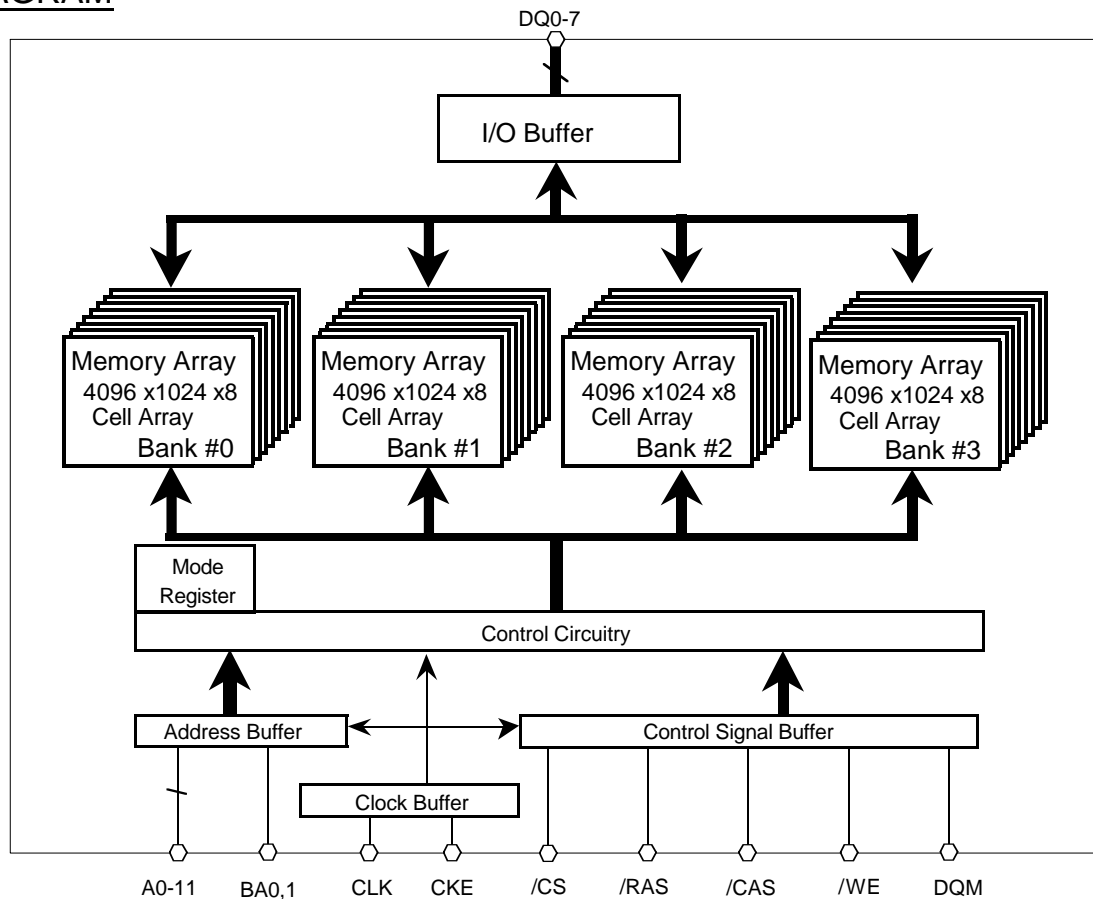 DQ0-7
I/O Buffer
Memory Array
4096 x1024 x8
Cell Array
Bank #0
Memory Array
4096 x1024 x8
Cell Array
Bank #1
Memory Array
4096 x1024 x8
Cell Array
Bank #2
Memory Array
4096 x1024 x8
Cell Array
Bank #3
Mode
Register
Control Circuitry
Address Buffer
Control Signal Buffer
Clock Buffer
A0-11
BA0,1
CLK
CKE
/CS
/RAS
/CAS
/WE
DQM